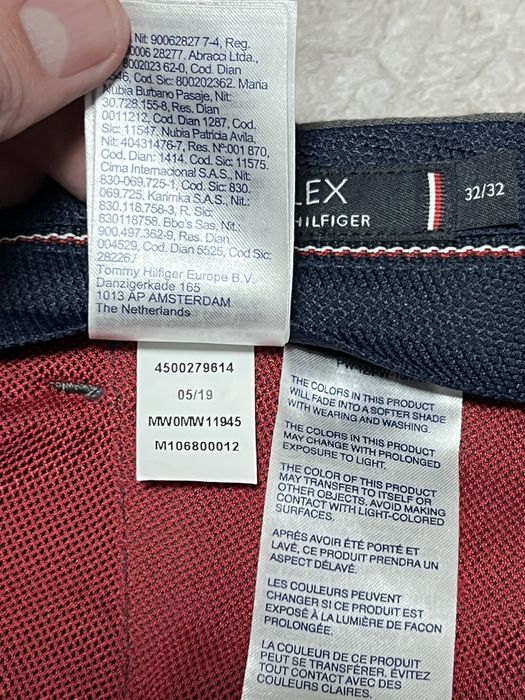 Nit: 90062827 7-4, Reg.
0006 28277, Abracol Ltda.,
8002023 62-0, Cod. Dian
546, Cod. Sic: 800202362. Maria
Nubia Burbano Pasaje, Nit:
30.728.155-8, Res. Dian
0011212, Cod. Dian 1287, Cod.
Sic: 11547. Nubia Patricia Avila,
Nit: 40431476-7, Res. Nº:001 870,
Cod. Dian: 1414. Cod. Sic: 11575.
Cima Internacional S.A.S., Nit:
830-069,725-1, Cod. Sic: 830.
069,725. Karimka S.A.S., Nit.
830.118.758-3, R. Sic:
830118758. Bbo's Sas, Nit:
900.497.362-9. Res. Dian
004529, Cod Dian 5525, Cod Sic:
28226./
Tommy Hilfiger Europe B.V.
Danzigerkade 165
1013 AP AMSTERDAM
The Netherlands
LEX
HILFIGER
32/32
4500279614
05/19
MW0MW11945
M106800012
THE COLORS IN THIS PRODUCT
WILL FADE INTO A SOFTER SHADE
WITH WEARING AND WASHING.
THE COLORS IN THIS PRODUCT
MAY CHANGE WITH PROLONGED
EXPOSURE TO LIGHT.
THE COLOR OF THIS PRODUCT
MAY TRANSFER TO ITSELF OR
OTHER OBJECTS. AVOID MAKING
CONTACT WITH LIGHT-COLORED
SURFACES.
APRÈS AVOIR ÉTÉ PORTÉ ET
LAVÉ, CE PRODUIT PRENDRA UN
ASPECT DÉLAVÉ.
LES COULEURS PEUVENT
CHANGER SI CE PRODUIT EST
EXPOSÉ À LA LUMIÈRE DE FAÇON
PROLONGÉE.
LA COULEUR DE CE PRODUIT
PEUT SE TRANSFÉRER. ÉVITEZ
TOUT CONTACT AVEC DES